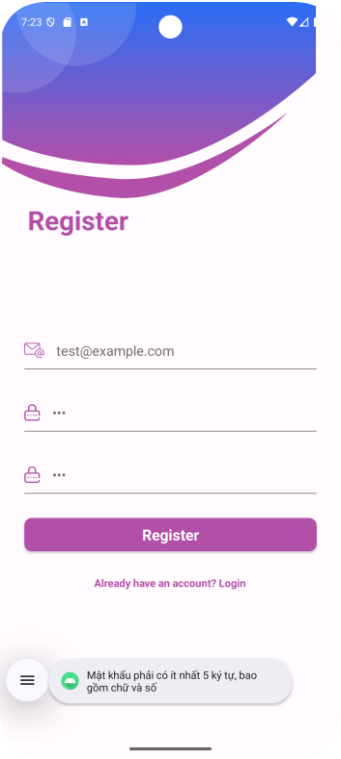 7:23
Register
test@example.com
•••
•••
Register
Already have an account? Login
Mật khẩu phải có ít nhất 5 ký tự, bao
gồm chữ và số